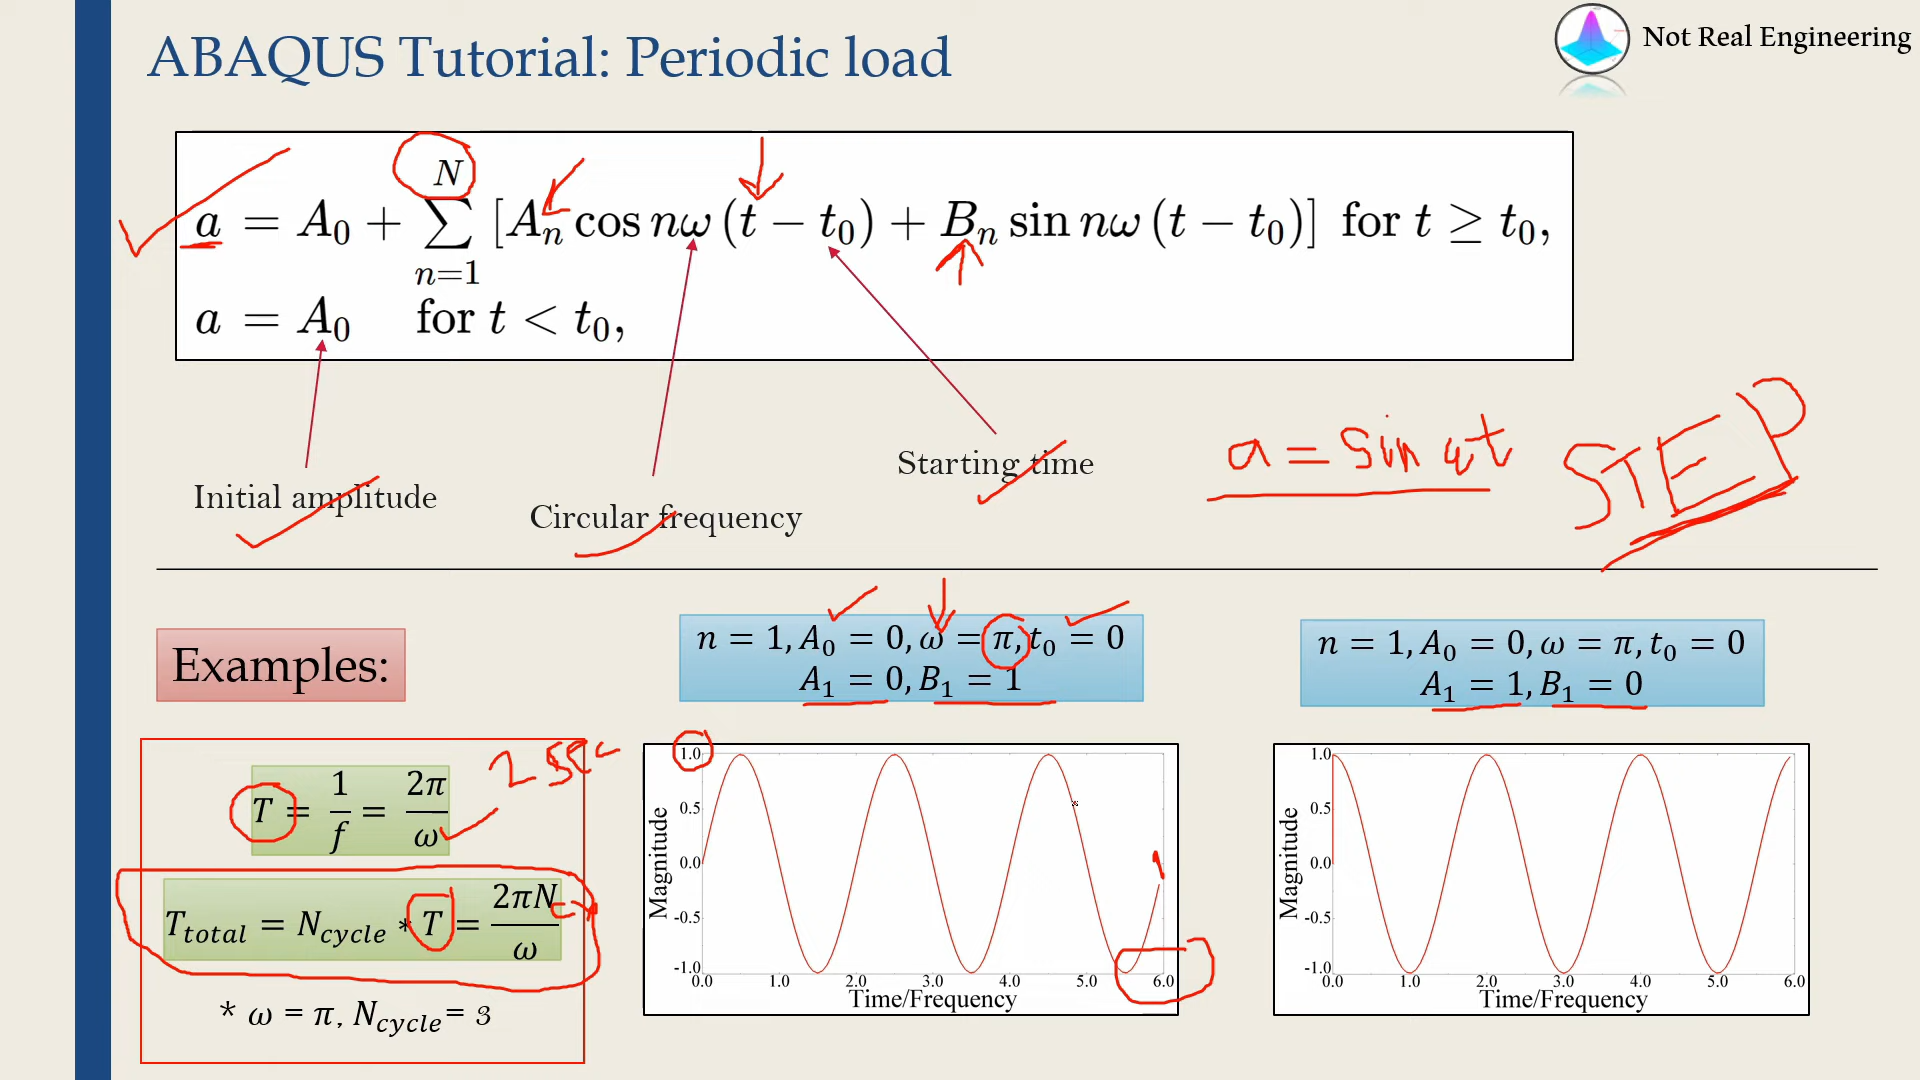 ABAQUS Tutorial: Periodic load
Not Real Engineering
a = A₀ + ∑ₙ₌₁ᴺ [Aₙ cos nω (t − t₀) + Bₙ sin nω (t − t₀)] for t ≥ t₀,
a = A₀ for t < t₀,
Initial amplitude
Circular frequency
Starting time
a = sin ωt
STEP
Examples:
n = 1, A₀ = 0, ω = π, t₀ = 0
A₁ = 0, B₁ = 1
n = 1, A₀ = 0, ω = π, t₀ = 0
A₁ = 1, B₁ = 0
T = 1/f = 2π/ω
2 sec
T_total = N_cycle * T = 2πN/ω
* ω = π, N_cycle = 3
Magnitude
1.0
0.5
0.0
-0.5
-1.0
0.0 1.0 2.0 3.0 4.0 5.0 6.0
Time/Frequency
Magnitude
1.0
0.5
0.0
-0.5
-1.0
0.0 1.0 2.0 3.0 4.0 5.0 6.0
Time/Frequency